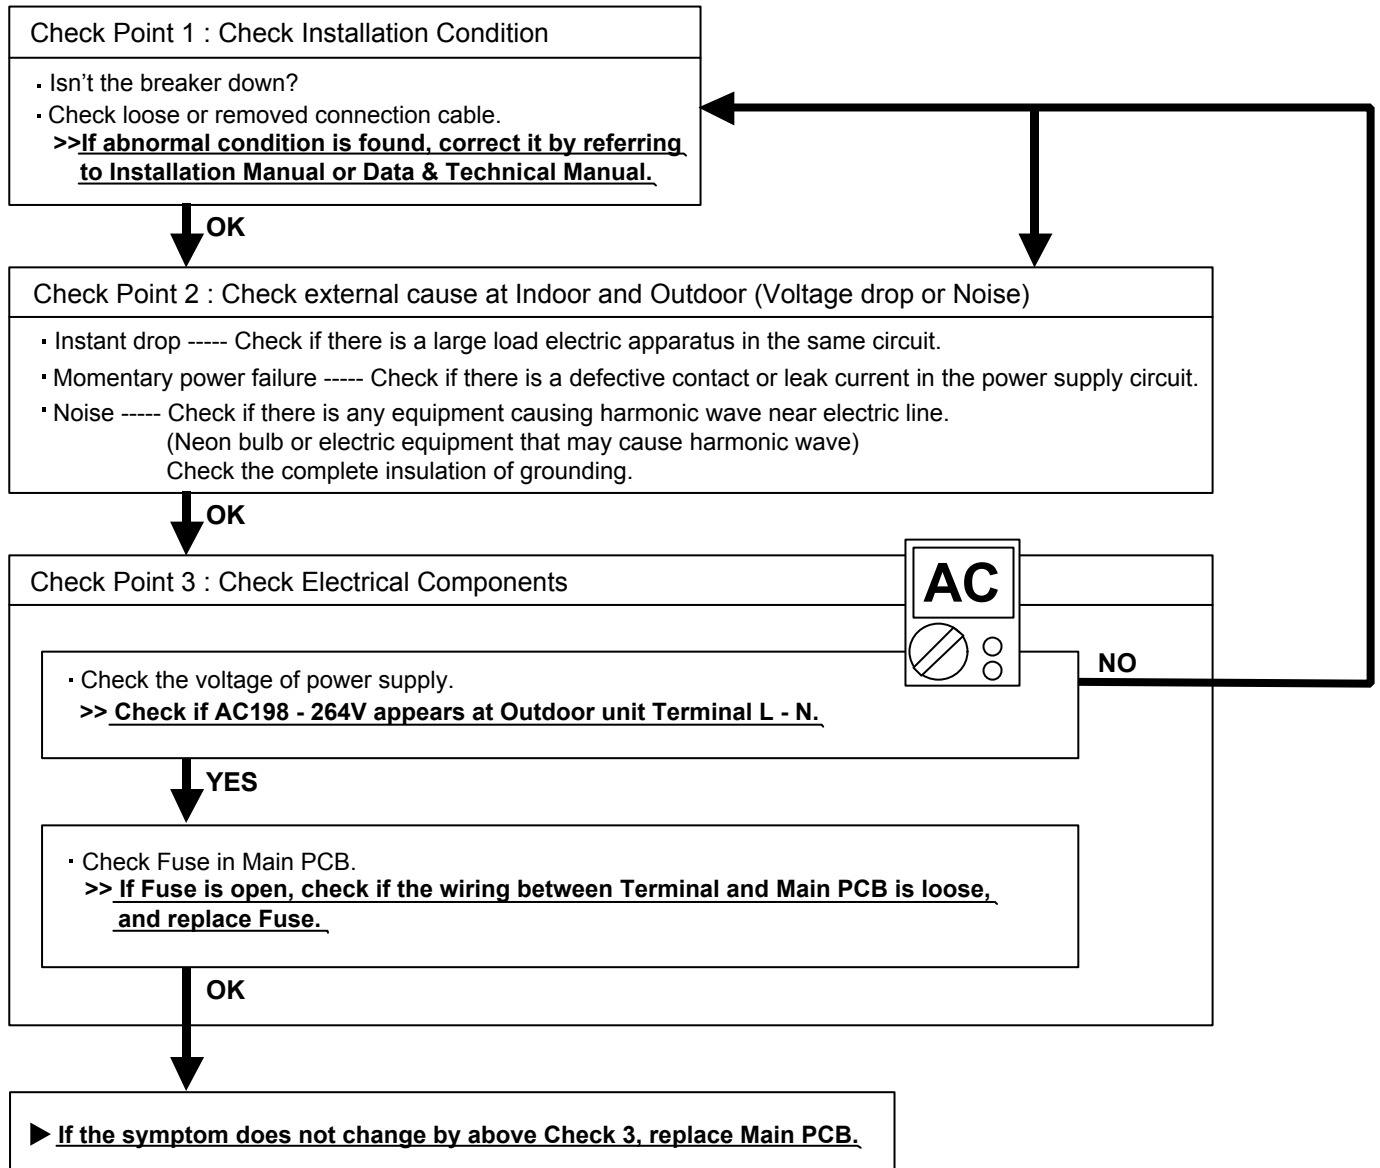 Check Point 1 : Check Installation Condition
· Isn’t the breaker down?
· Check loose or removed connection cable.
>>If abnormal condition is found, correct it by referring
to Installation Manual or Data & Technical Manual.
OK
Check Point 2 : Check external cause at Indoor and Outdoor (Voltage drop or Noise)
· Instant drop ----- Check if there is a large load electric apparatus in the same circuit.
· Momentary power failure ----- Check if there is a defective contact or leak current in the power supply circuit.
· Noise ----- Check if there is any equipment causing harmonic wave near electric line.
(Neon bulb or electric equipment that may cause harmonic wave)
Check the complete insulation of grounding.
OK
Check Point 3 : Check Electrical Components
AC
NO
· Check the voltage of power supply.
>> Check if AC198 - 264V appears at Outdoor unit Terminal L - N.
YES
· Check Fuse in Main PCB.
>> If Fuse is open, check if the wiring between Terminal and Main PCB is loose,
and replace Fuse.
OK
▶ If the symptom does not change by above Check 3, replace Main PCB.